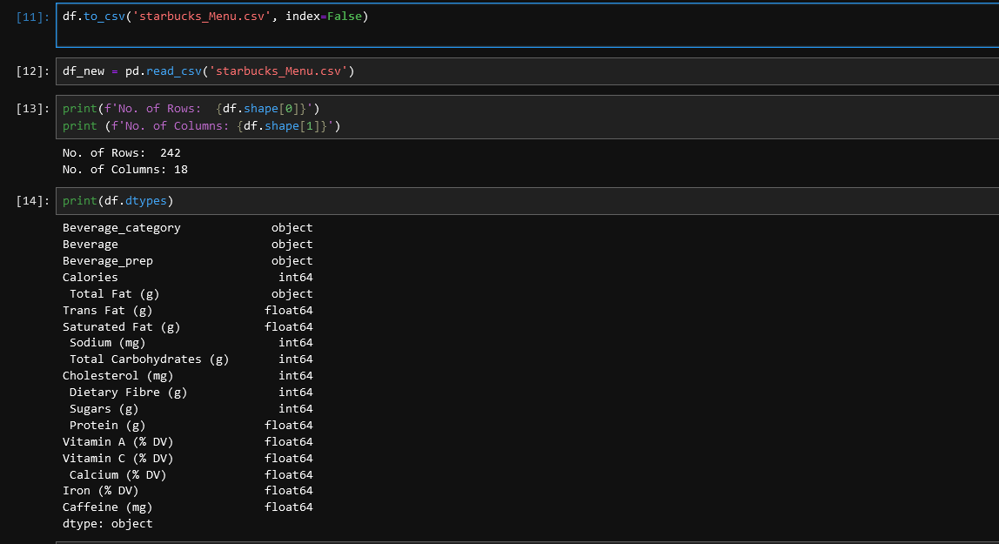 [11]: df.to_csv('starbucks_Menu.csv', index=False)
[12]: df_new = pd.read_csv('starbucks_Menu.csv')
[13]: print(f'No. of Rows:  {df.shape[0]}')
print (f'No. of Columns: {df.shape[1]}')
No. of Rows:  242
No. of Columns: 18
[14]: print(df.dtypes)
Beverage_category             object
Beverage                      object
Beverage_prep                 object
Calories                       int64
 Total Fat (g)                object
Trans Fat (g)                float64
Saturated Fat (g)            float64
 Sodium (mg)                   int64
 Total Carbohydrates (g)       int64
Cholesterol (mg)               int64
 Dietary Fibre (g)             int64
 Sugars (g)                    int64
 Protein (g)                 float64
Vitamin A (% DV)             float64
Vitamin C (% DV)             float64
 Calcium (% DV)              float64
Iron (% DV)                  float64
Caffeine (mg)                float64
dtype: object